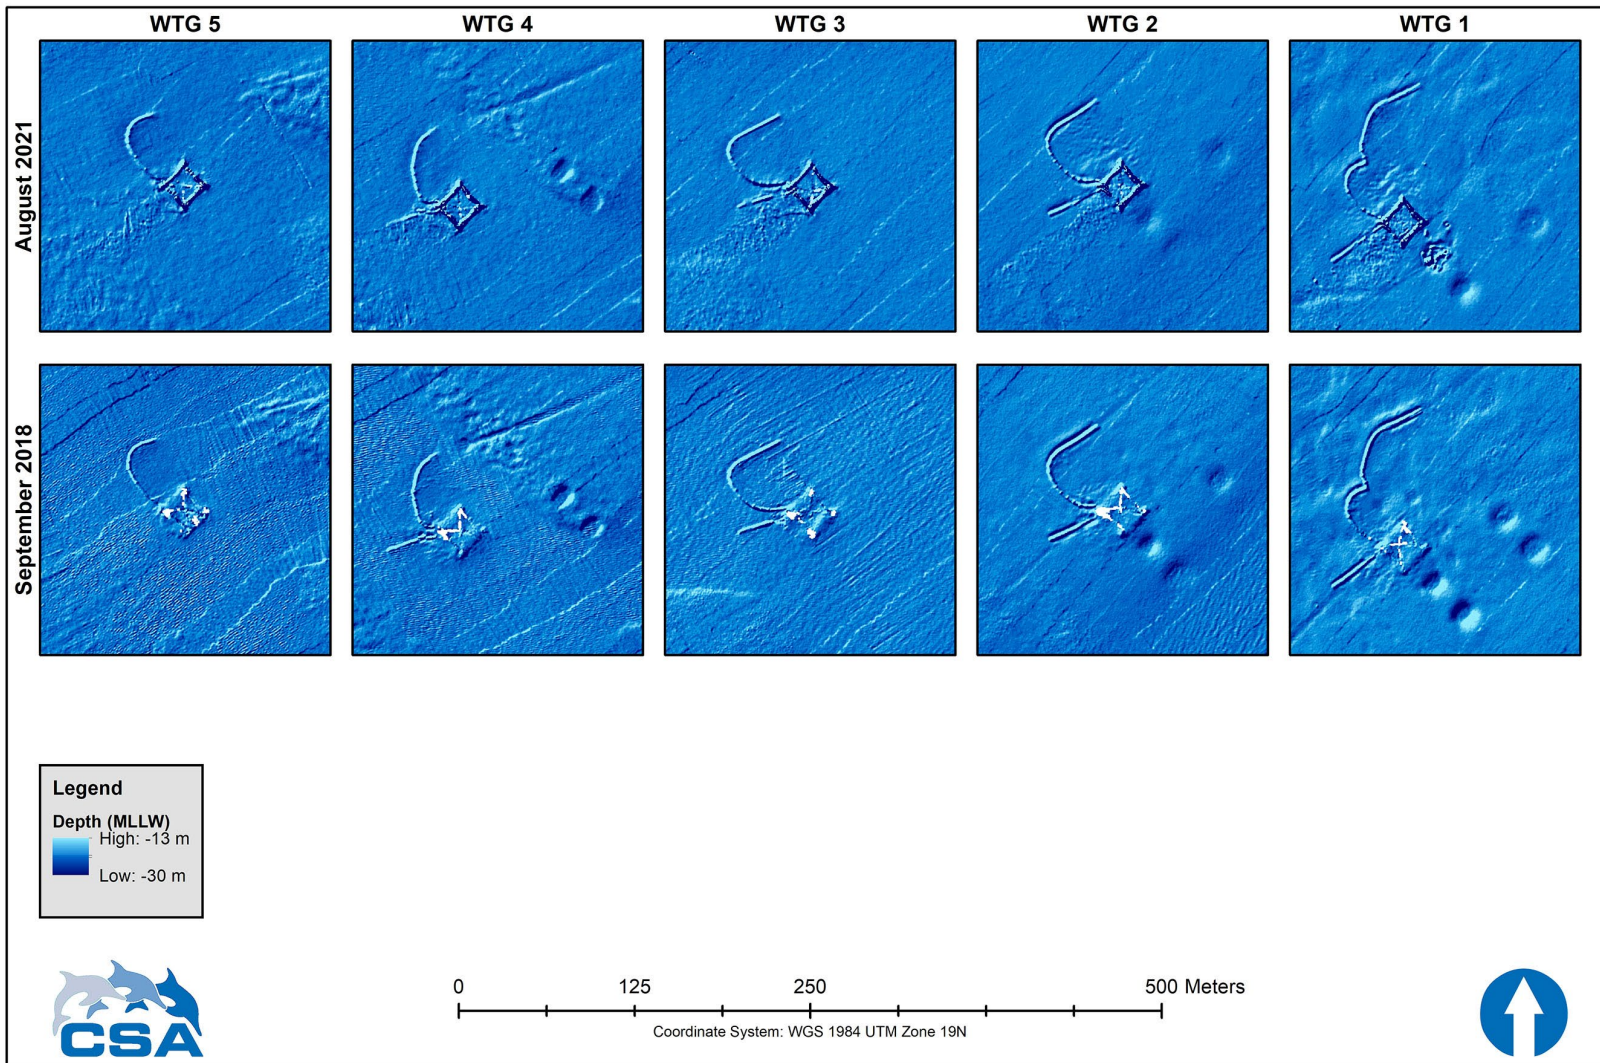 WTG 5
WTG 4
WTG 3
WTG 2
WTG 1
August 2021
September 2018
Legend
Depth (MLLW)
High: -13 m
Low: -30 m
CSA
0
125
250
500 Meters
Coordinate System: WGS 1984 UTM Zone 19N